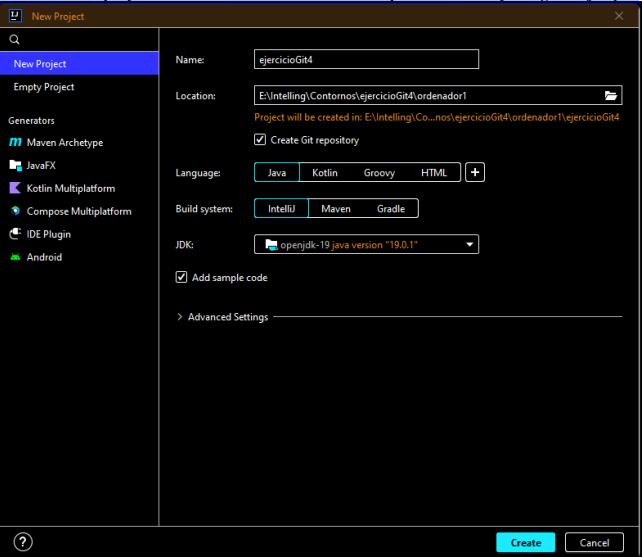 New Project
New Project
Empty Project
Generators
Maven Archetype
JavaFX
Kotlin Multiplatform
Compose Multiplatform
IDE Plugin
Android
Name: ejercicioGit4
Location: E:\Intelling\Contornos\ejercicioGit4\ordenador1
Project will be created in: E:\Intelling\Co...nos\ejercicioGit4\ordenador1\ejercicioGit4
Create Git repository
Language: Java Kotlin Groovy HTML +
Build system: IntelliJ Maven Gradle
JDK: openjdk-19 java version "19.0.1"
Add sample code
> Advanced Settings
? Create Cancel